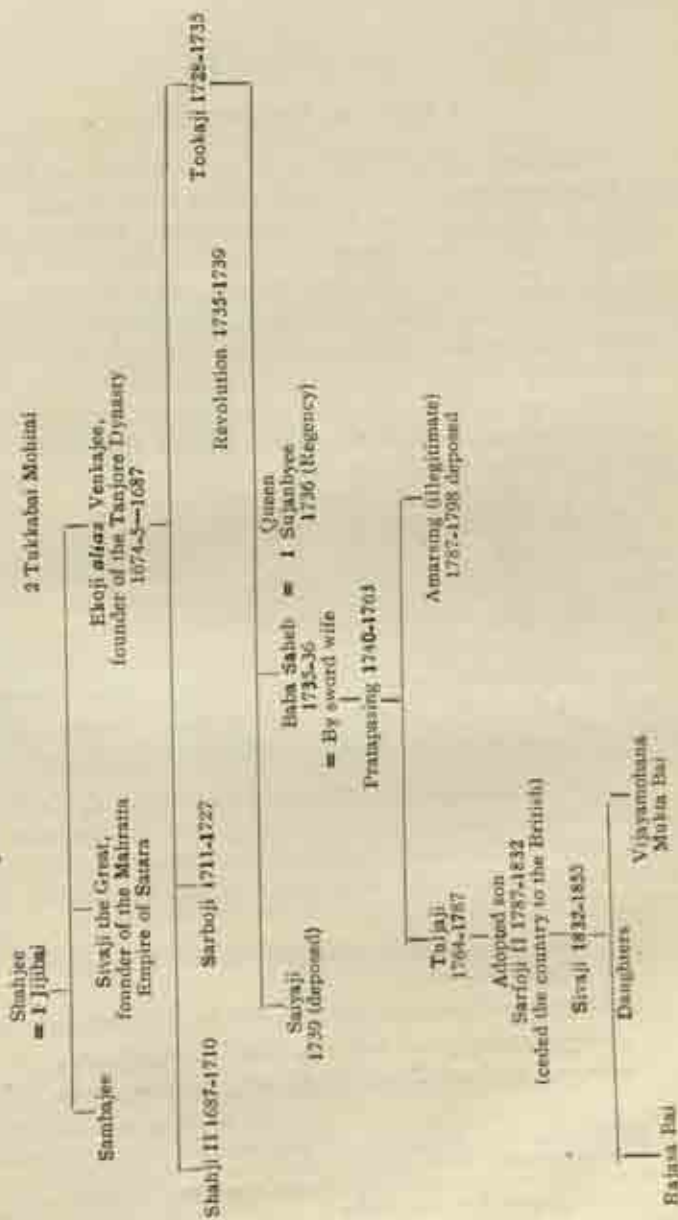 Shahjee
= 1 Jijibai
2 Tukkabai Mohini
Sambajee
Sivaji the Great,
founder of the Mahratta
Empire of Satara
Ekoji alias Venkajee,
founder of the Tanjore Dynasty
1674-5—1687
Shahji II 1687-1710
Sarboji 1711-1727
Tookaji 1728-1735
Revolution 1735-1739
Saiyaji
1739 (deposed)
Baba Saheb = 1 Sujanbyee
1735-36
Queen
1736 (Regency)
= By sword wife
Pratapasing 1740-1763
Tuljaji
1764-1787
Amarsing (illegitimate)
1787-1798 deposed
Adopted son
Sarfoji II 1787-1832
(ceded the country to the British)
Sivaji 1832-1855
Daughters
Rajasa Bai
Vijayamohana
Mukta Bai